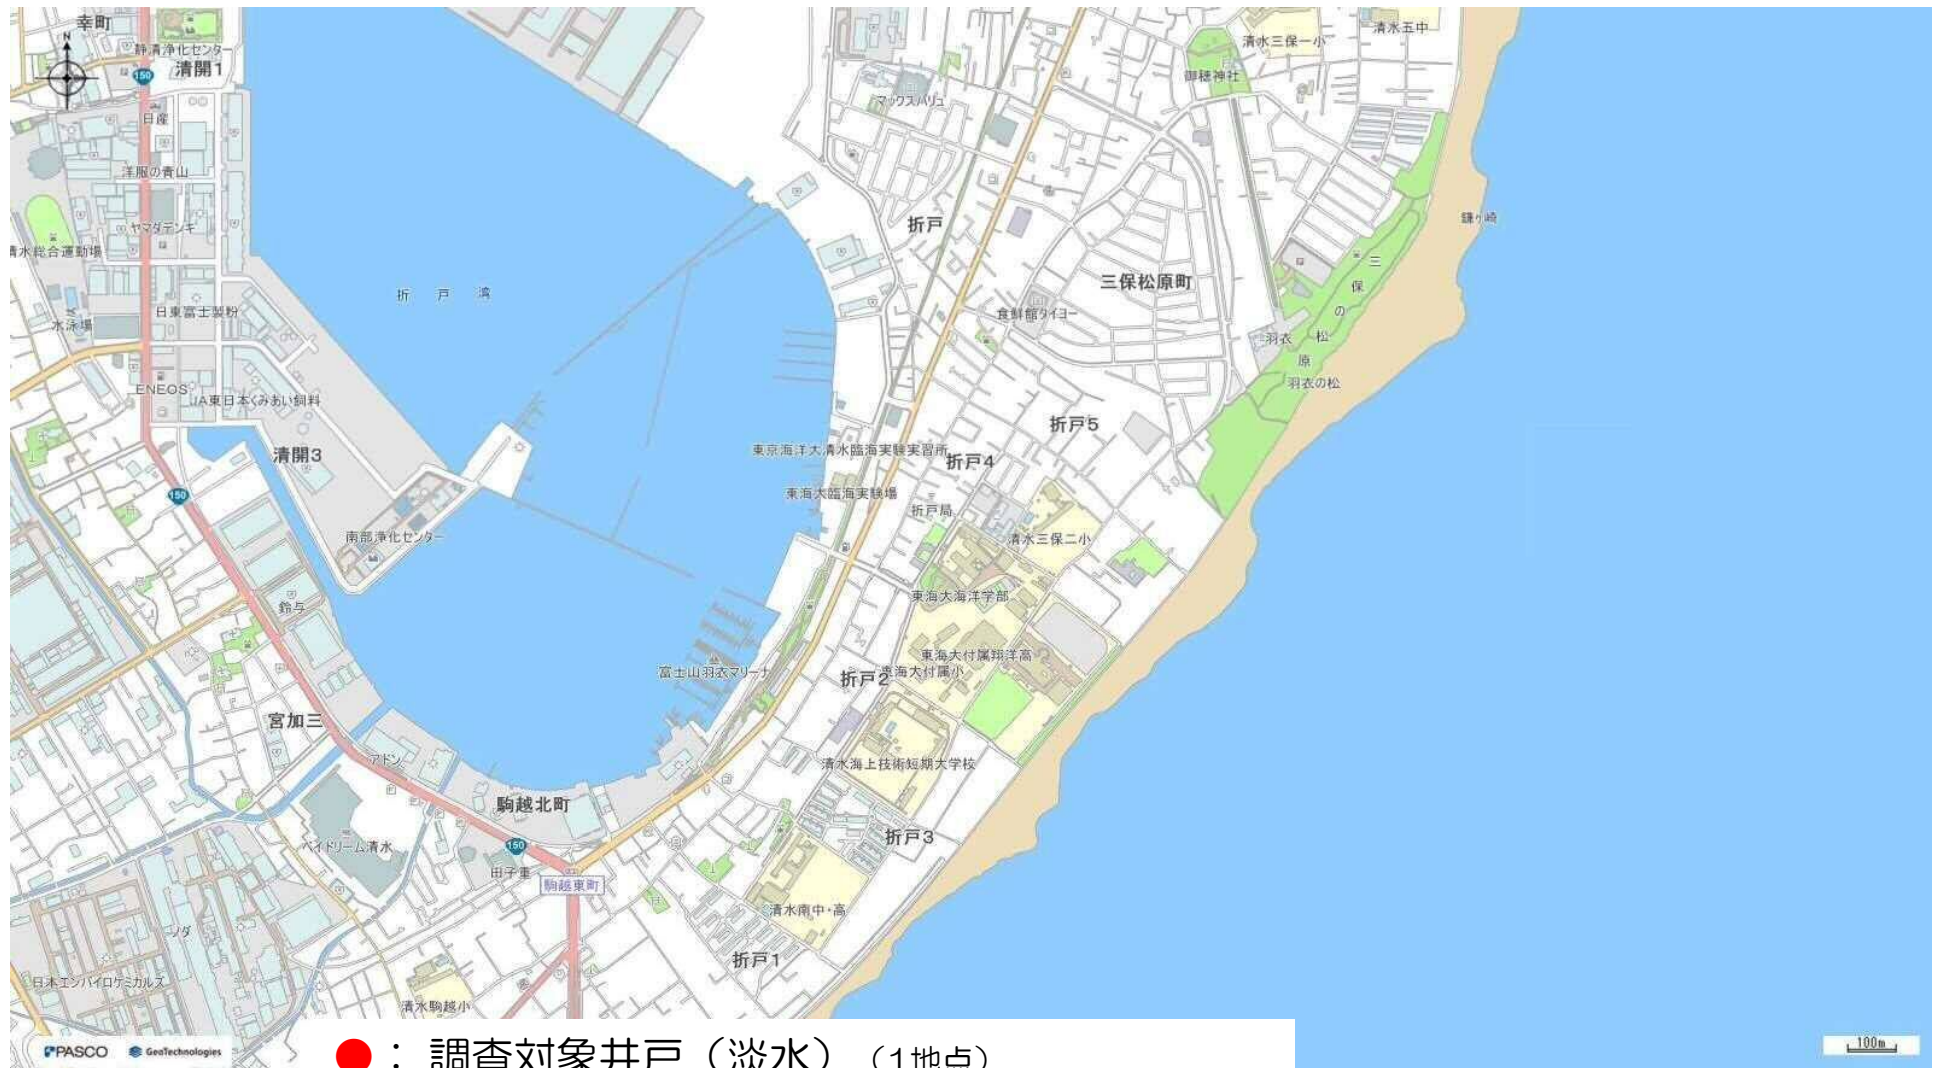 幸町
N
静清浄化センター
清開1
150
日産
洋服の青山
ヤマダデンキ
清水総合運動場
日東富士製粉
水泳場
ENEOS
JA東日本くみあい飼料
清開3
150
南部浄化センター
鈴与
宮加三
アドン
駒越北町
ベイドリーム清水
150
田子重
駒越東町
日本エンバイロケミカルズ
清水駒越小
折戸湾
富士山羽衣マリーナ
マックスバリュ
折戸
清水三保一小
清水五中
御穂神社
三保松原町
食鮮館タイヨー
鎌ヶ崎
三保の松原
羽衣
羽衣の松
折戸5
東京海洋大清水臨海実験実習所
折戸4
東海大臨海実験場
折戸局
清水三保二小
東海大海洋学部
東海大付属翔洋高
東海大付属小
折戸2
清水海上技術短期大学校
折戸3
清水南中・高
折戸1
PASCO
GeoTechnologies
100m
●：調査対象井戸（淡水）（1地点）